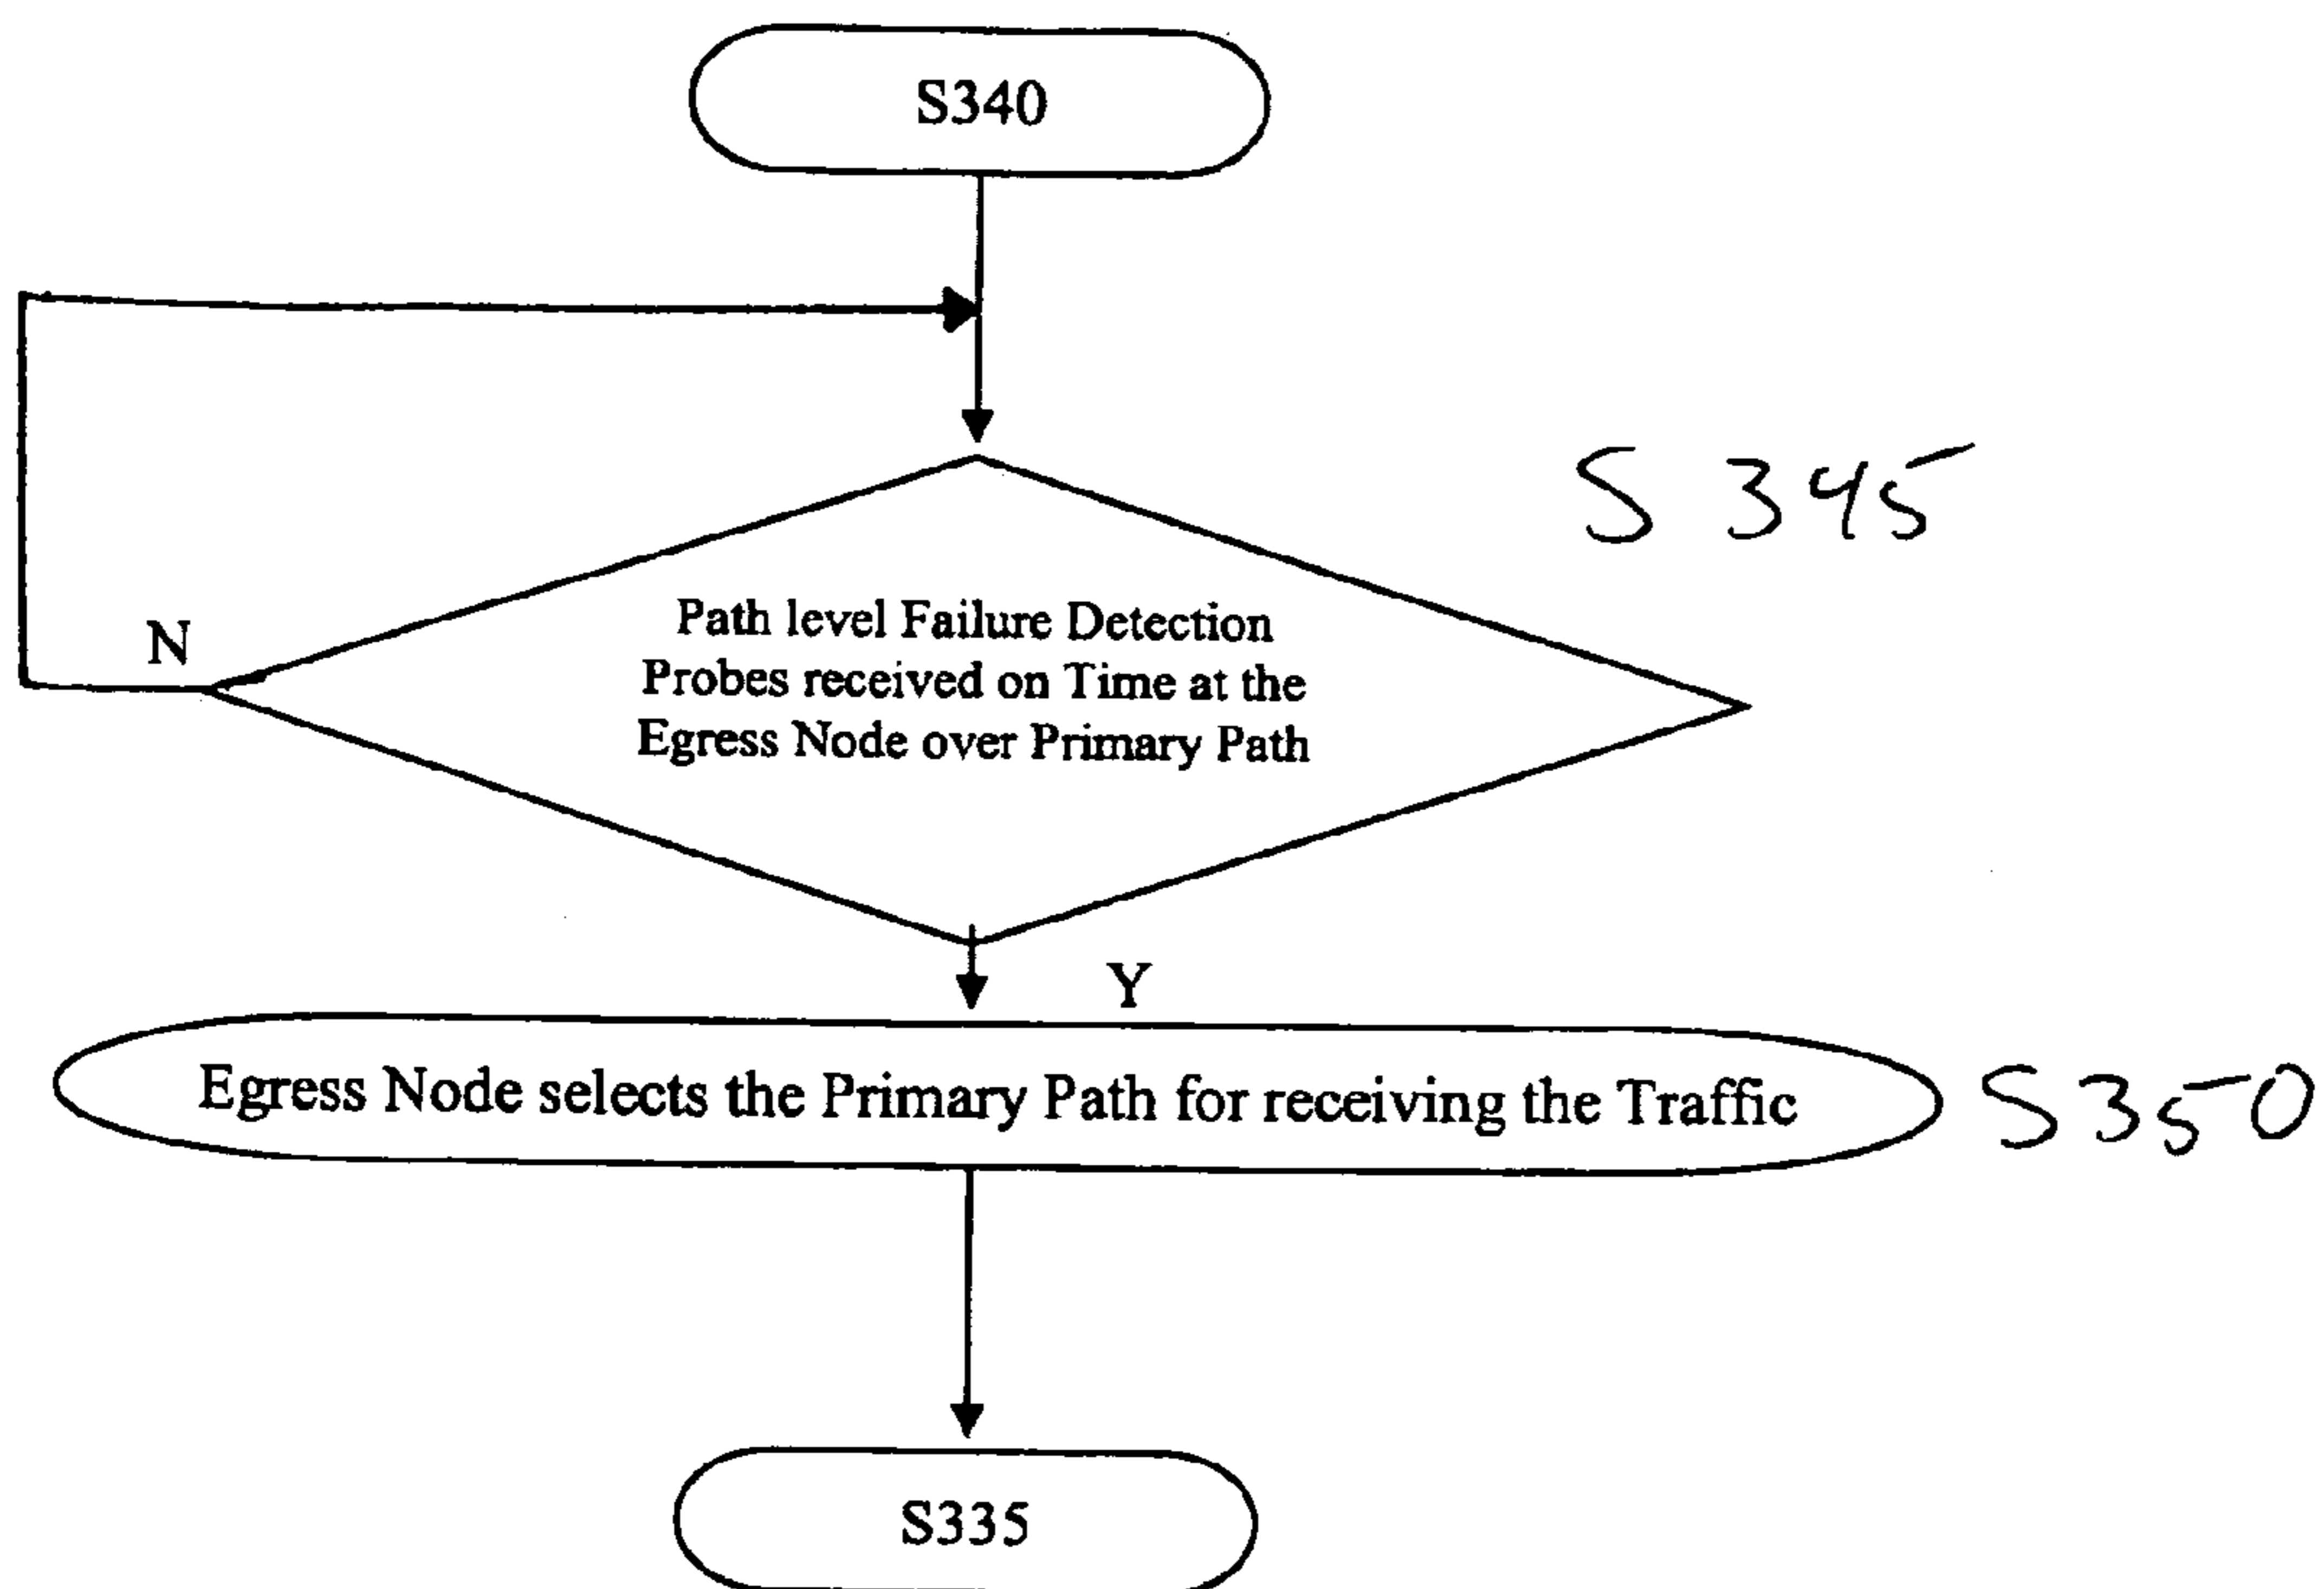 S340
S 345
Path level Failure Detection
Probes received on Time at the
Egress Node over Primary Path
N
Y
Egress Node selects the Primary Path for receiving the Traffic
S350
S335